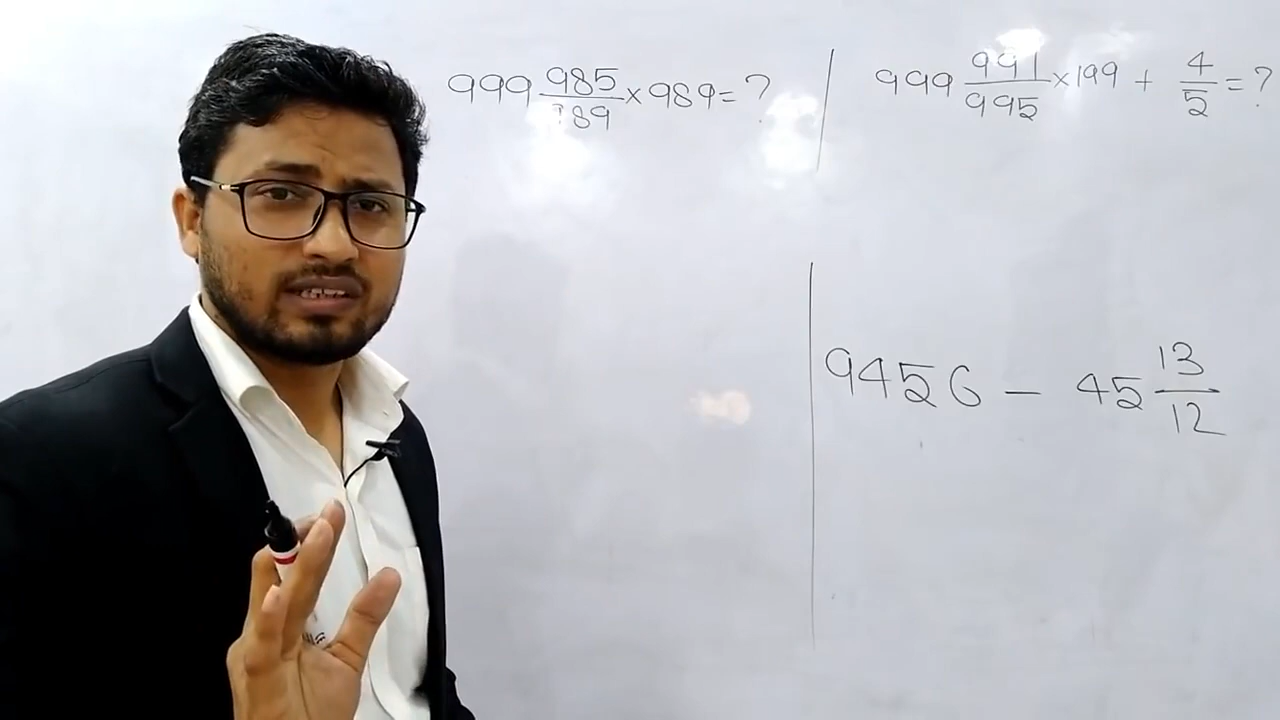 999 985/989 × 989 = ?
999 991/995 × 199 + 4/5 = ?
9456 - 45 13/12